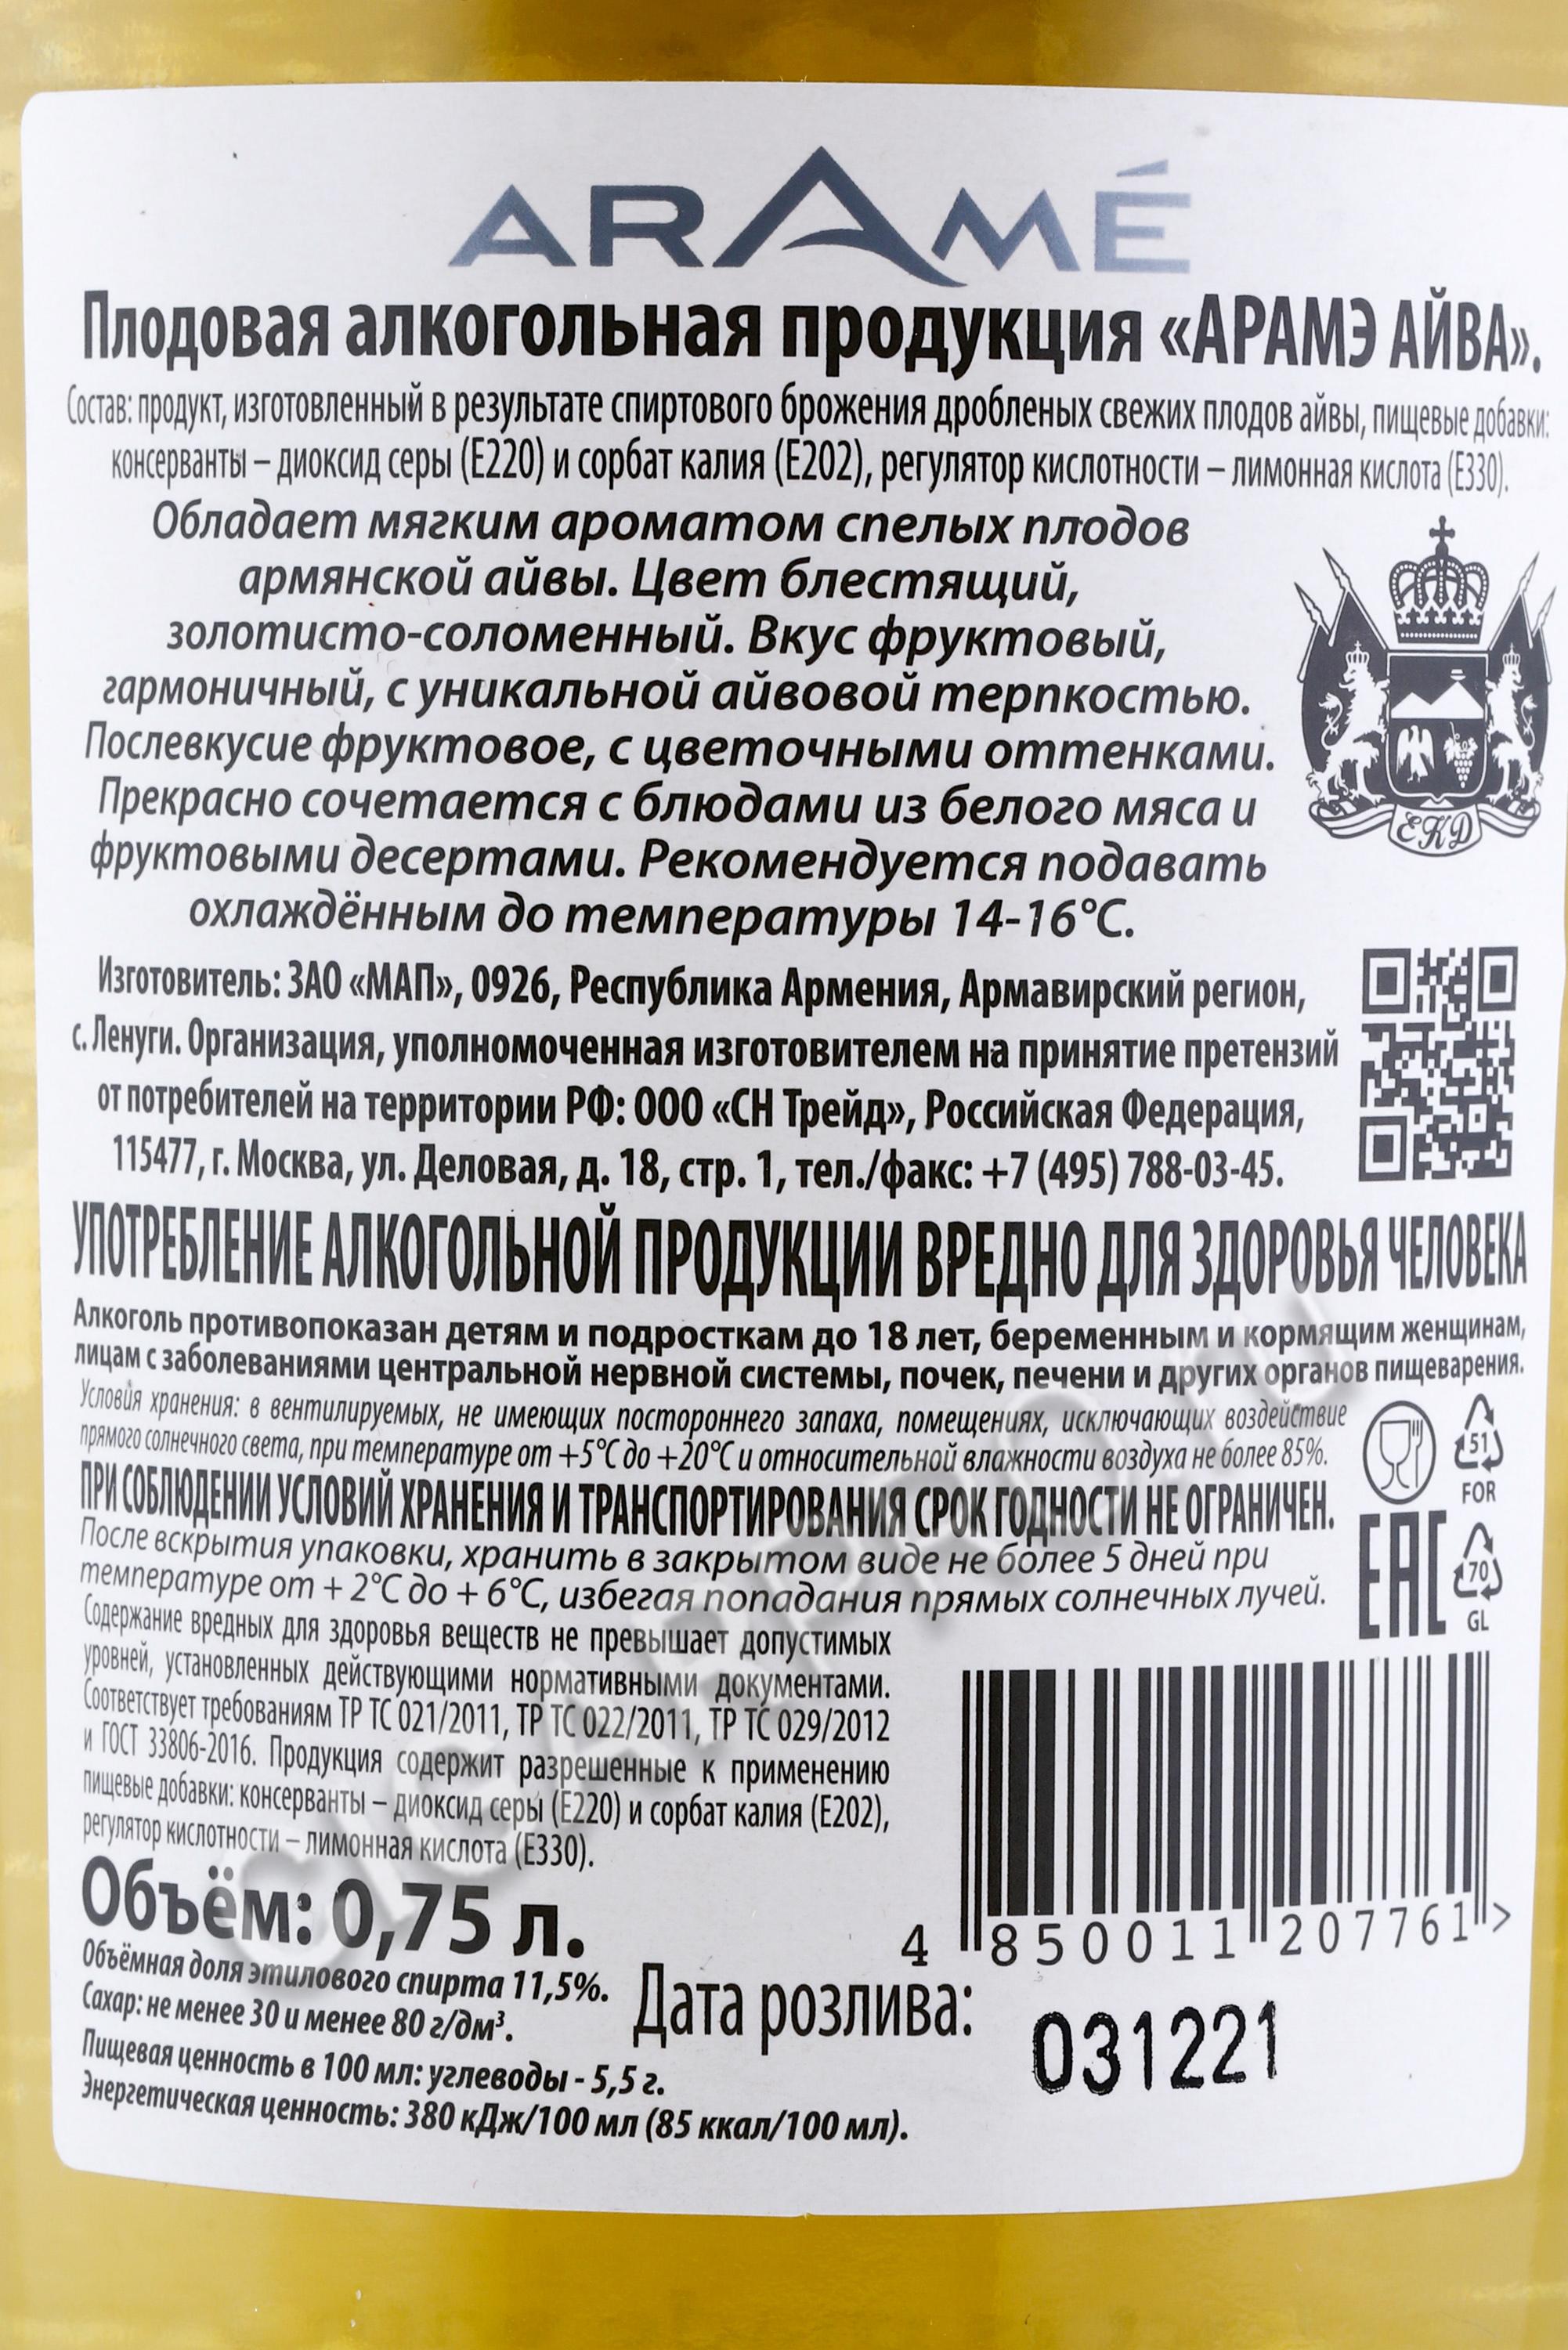 ARAMÉ
Плодовая алкогольная продукция «АРАМЭ АЙВА».
Состав: продукт, изготовленный в результате спиртового брожения дробленых свежих плодов айвы, пищевые добавки:
консерванты – диоксид серы (Е220) и сорбат калия (Е202), регулятор кислотности – лимонная кислота (Е330).
Обладает мягким ароматом спелых плодов
армянской айвы. Цвет блестящий,
золотисто-соломенный. Вкус фруктовый,
гармоничный, с уникальной айвовой терпкостью.
Послевкусие фруктовое, с цветочными оттенками.
Прекрасно сочетается с блюдами из белого мяса и
фруктовыми десертами. Рекомендуется подавать
охлаждённым до температуры 14-16°С.
EKD
Изготовитель: ЗАО «МАП», 0926, Республика Армения, Армавирский регион,
с. Ленуги. Организация, уполномоченная изготовителем на принятие претензий
от потребителей на территории РФ: ООО «СН Трейд», Российская Федерация,
115477, г. Москва, ул. Деловая, д. 18, стр. 1, тел./факс: +7 (495) 788-03-45.
УПОТРЕБЛЕНИЕ АЛКОГОЛЬНОЙ ПРОДУКЦИИ ВРЕДНО ДЛЯ ЗДОРОВЬЯ ЧЕЛОВЕКА
Алкоголь противопоказан детям и подросткам до 18 лет, беременным и кормящим женщинам,
лицам с заболеваниями центральной нервной системы, почек, печени и других органов пищеварения.
Условия хранения: в вентилируемых, не имеющих постороннего запаха, помещениях, исключающих воздействие
прямого солнечного света, при температуре от +5°С до +20°С и относительной влажности воздуха не более 85%.
ПРИ СОБЛЮДЕНИИ УСЛОВИЙ ХРАНЕНИЯ И ТРАНСПОРТИРОВАНИЯ СРОК ГОДНОСТИ НЕ ОГРАНИЧЕН.
После вскрытия упаковки, хранить в закрытом виде не более 5 дней при
температуре от + 2°С до + 6°С, избегая попадания прямых солнечных лучей.
51
FOR
EAC
70
GL
Содержание вредных для здоровья веществ не превышает допустимых
уровней, установленных действующими нормативными документами.
Соответствует требованиям ТР ТС 021/2011, ТР ТС 022/2011, ТР ТС 029/2012
и ГОСТ 33806-2016. Продукция содержит разрешенные к применению
пищевые добавки: консерванты – диоксид серы (Е220) и сорбат калия (Е202),
регулятор кислотности – лимонная кислота (Е330).
4 850011 207761 >
Объём: 0,75 л.
Объёмная доля этилового спирта 11,5%.
Сахар: не менее 30 и менее 80 г/дм³.
Пищевая ценность в 100 мл: углеводы - 5,5 г.
Энергетическая ценность: 380 кДж/100 мл (85 ккал/100 мл).
Дата розлива:
031221
CIGARPRO.RU